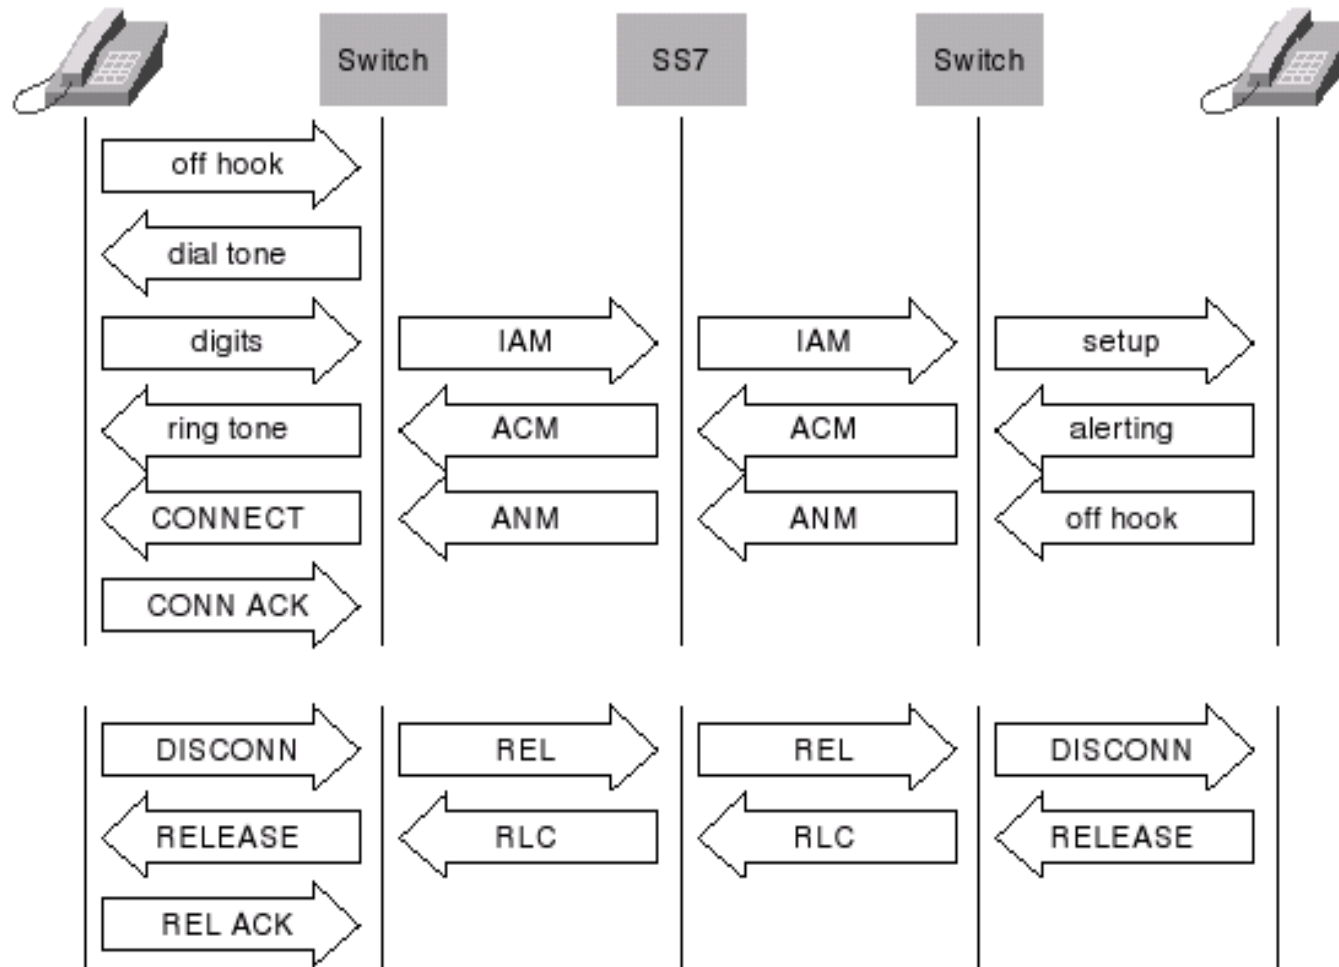 Switch SS7 Switch
off hook
dial tone
digits IAM IAM setup
ring tone ACM ACM alerting
CONNECT ANM ANM off hook
CONN ACK
DISCONN REL REL DISCONN
RELEASE RLC RLC RELEASE
REL ACK